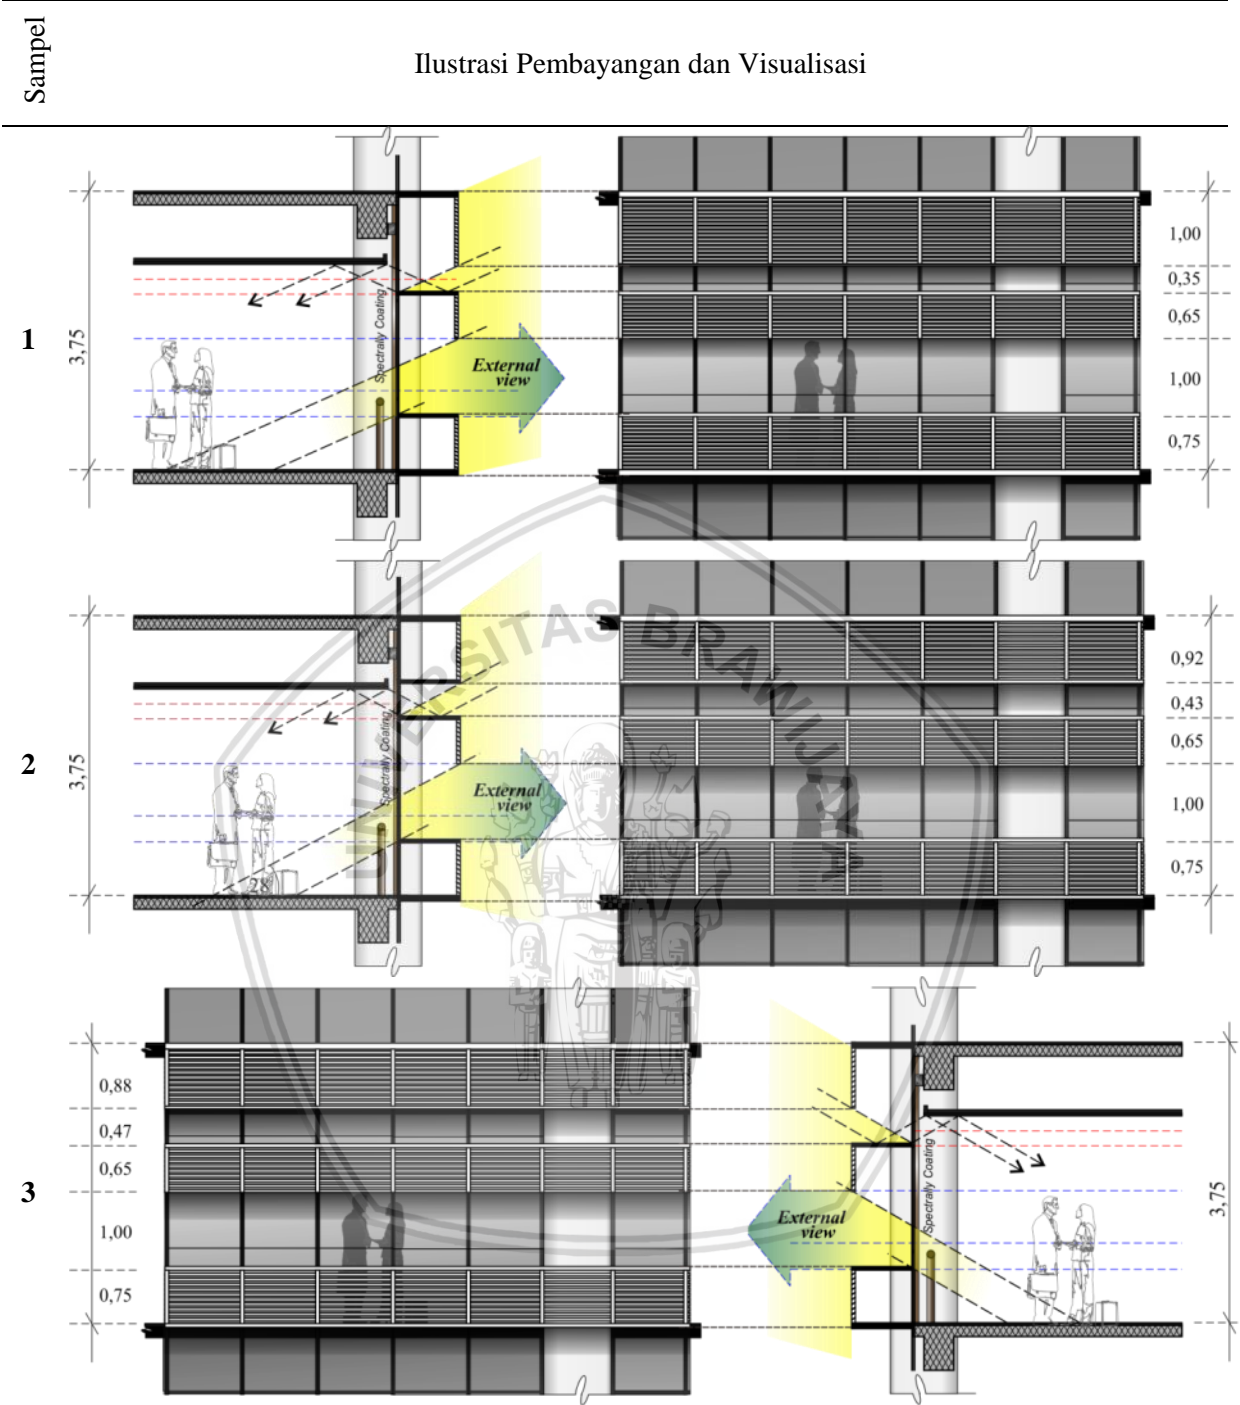 Sampel
Ilustrasi Pembayangan dan Visualisasi
1
3,75
Spectrally Coating
External
view
1,00
0,35
0,65
1,00
0,75
2
3,75
Spectrally Coating
External
view
28
0,92
0,43
0,65
1,00
0,75
3
0,88
0,47
0,65
1,00
0,75
External
view
Spectrally Coating
3,75
UNIVERSITAS BRAWIJAYA